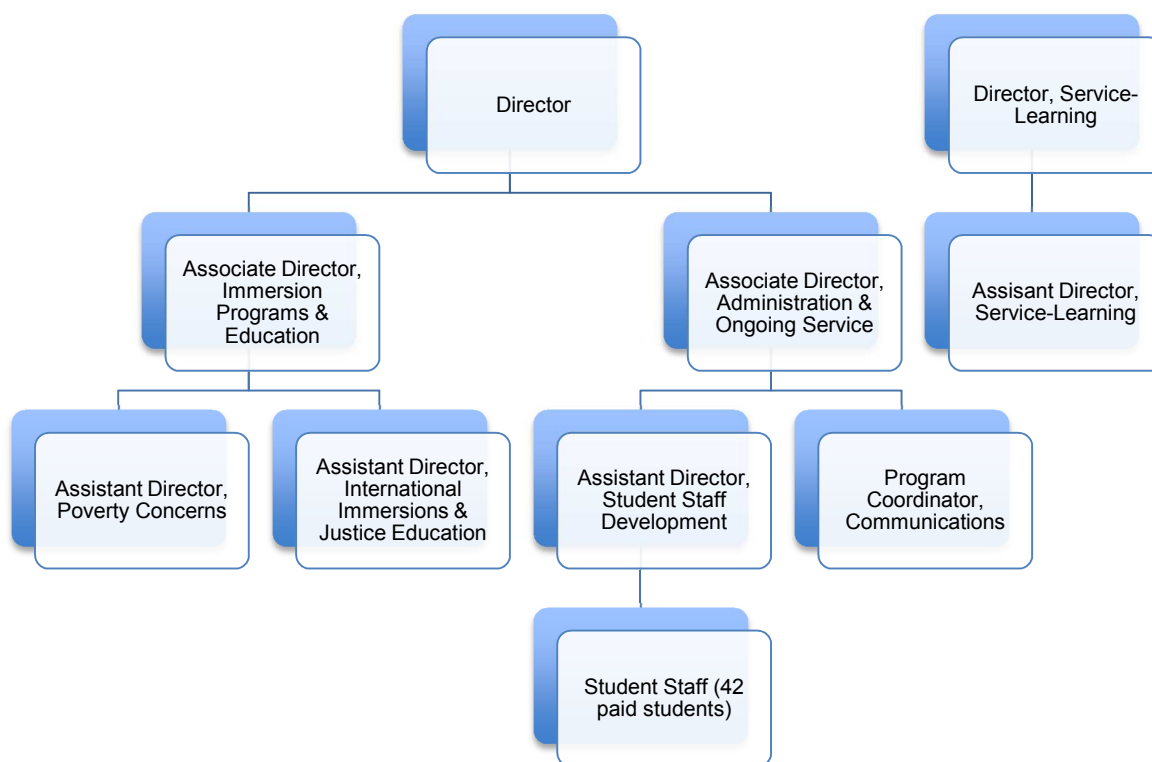 Director
Director, Service-
Learning
Associate Director,
Immersion
Programs &
Education
Associate Director,
Administration &
Ongoing Service
Assisant Director,
Service-Learning
Assistant Director,
Poverty Concerns
Assistant Director,
International
Immersions &
Justice Education
Assistant Director,
Student Staff
Development
Program
Coordinator,
Communications
Student Staff (42
paid students)